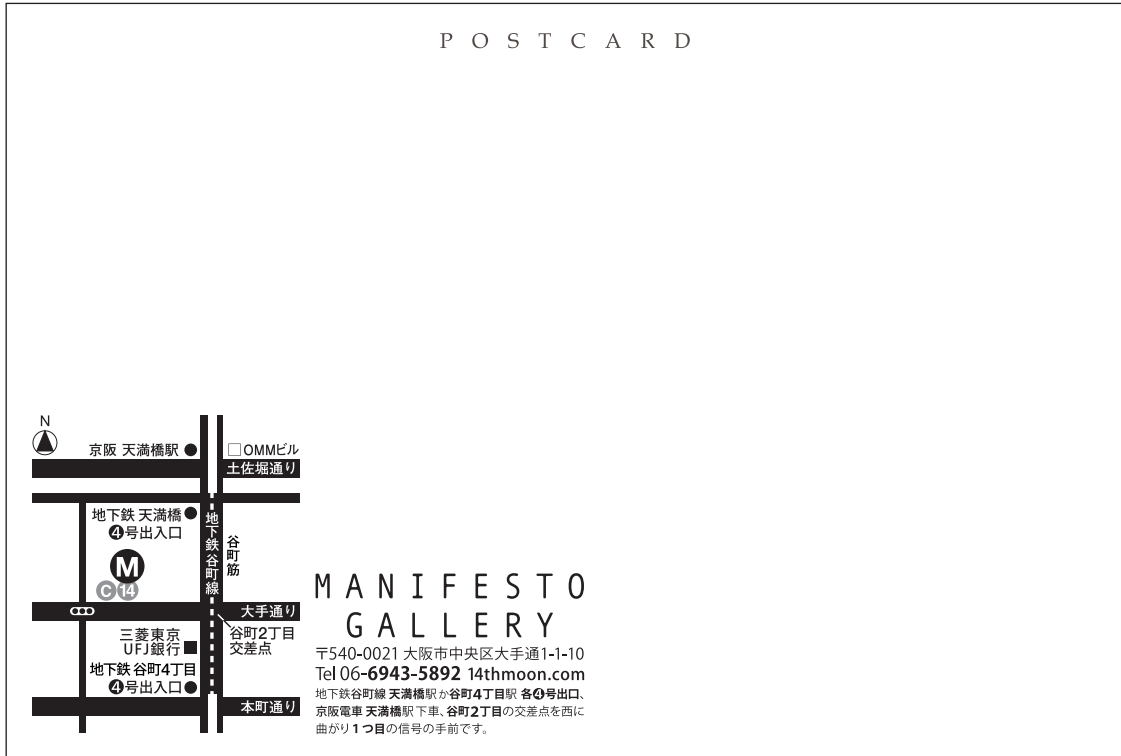 POSTCARD
N
京阪 天満橋駅 ●
□OMMビル
土佐堀通り
地下鉄 天満橋 ●
❹号出入口
地下鉄谷町線
谷町筋
M
C 14
大手通り
三菱東京
UFJ銀行 ■
谷町2丁目
交差点
地下鉄 谷町4丁目
❹号出入口 ●
本町通り
MANIFESTO
GALLERY
〒540-0021 大阪市中央区大手通1-1-10
Tel 06-6943-5892 14thmoon.com
地下鉄谷町線 天満橋駅か谷町4丁目駅 各❹号出口、
京阪電車 天満橋駅下車、谷町2丁目の交差点を西に
曲がり1つ目の信号の手前です。